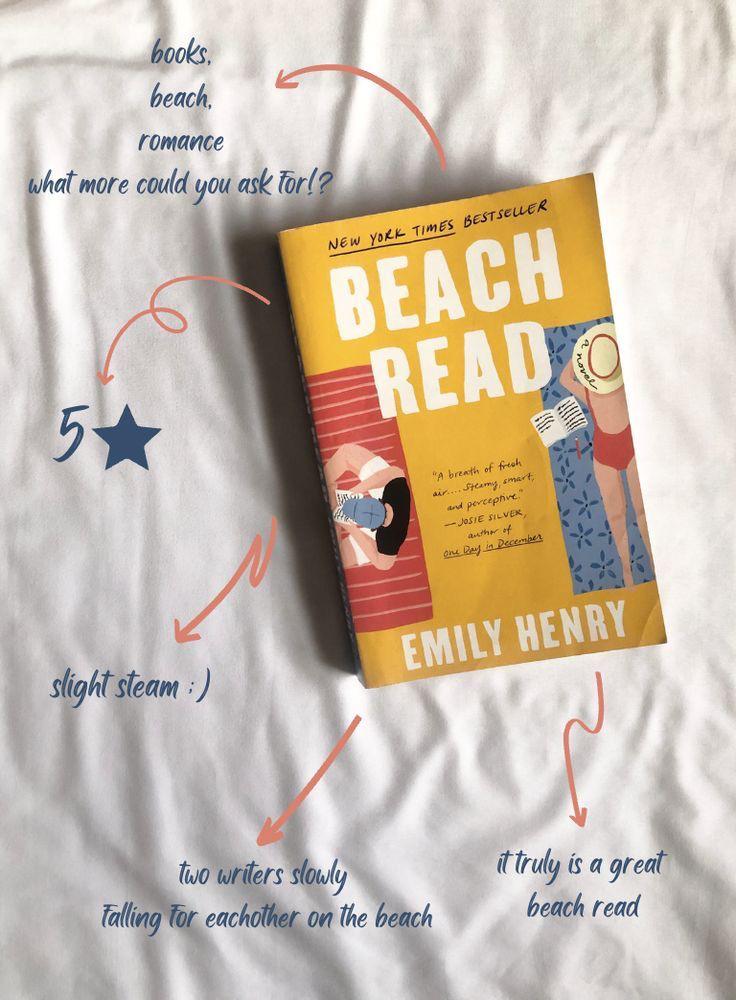 books,
beach,
romance
what more could you ask for!?
NEW YORK TIMES BESTSELLER
BEACH
READ
a novel
"A breath of fresh
air.... Steamy, smart,
and perceptive."
—JOSIE SILVER,
author of
One Day in December
EMILY HENRY
5
slight steam ;)
two writers slowly
falling for eachother on the beach
it truly is a great
beach read